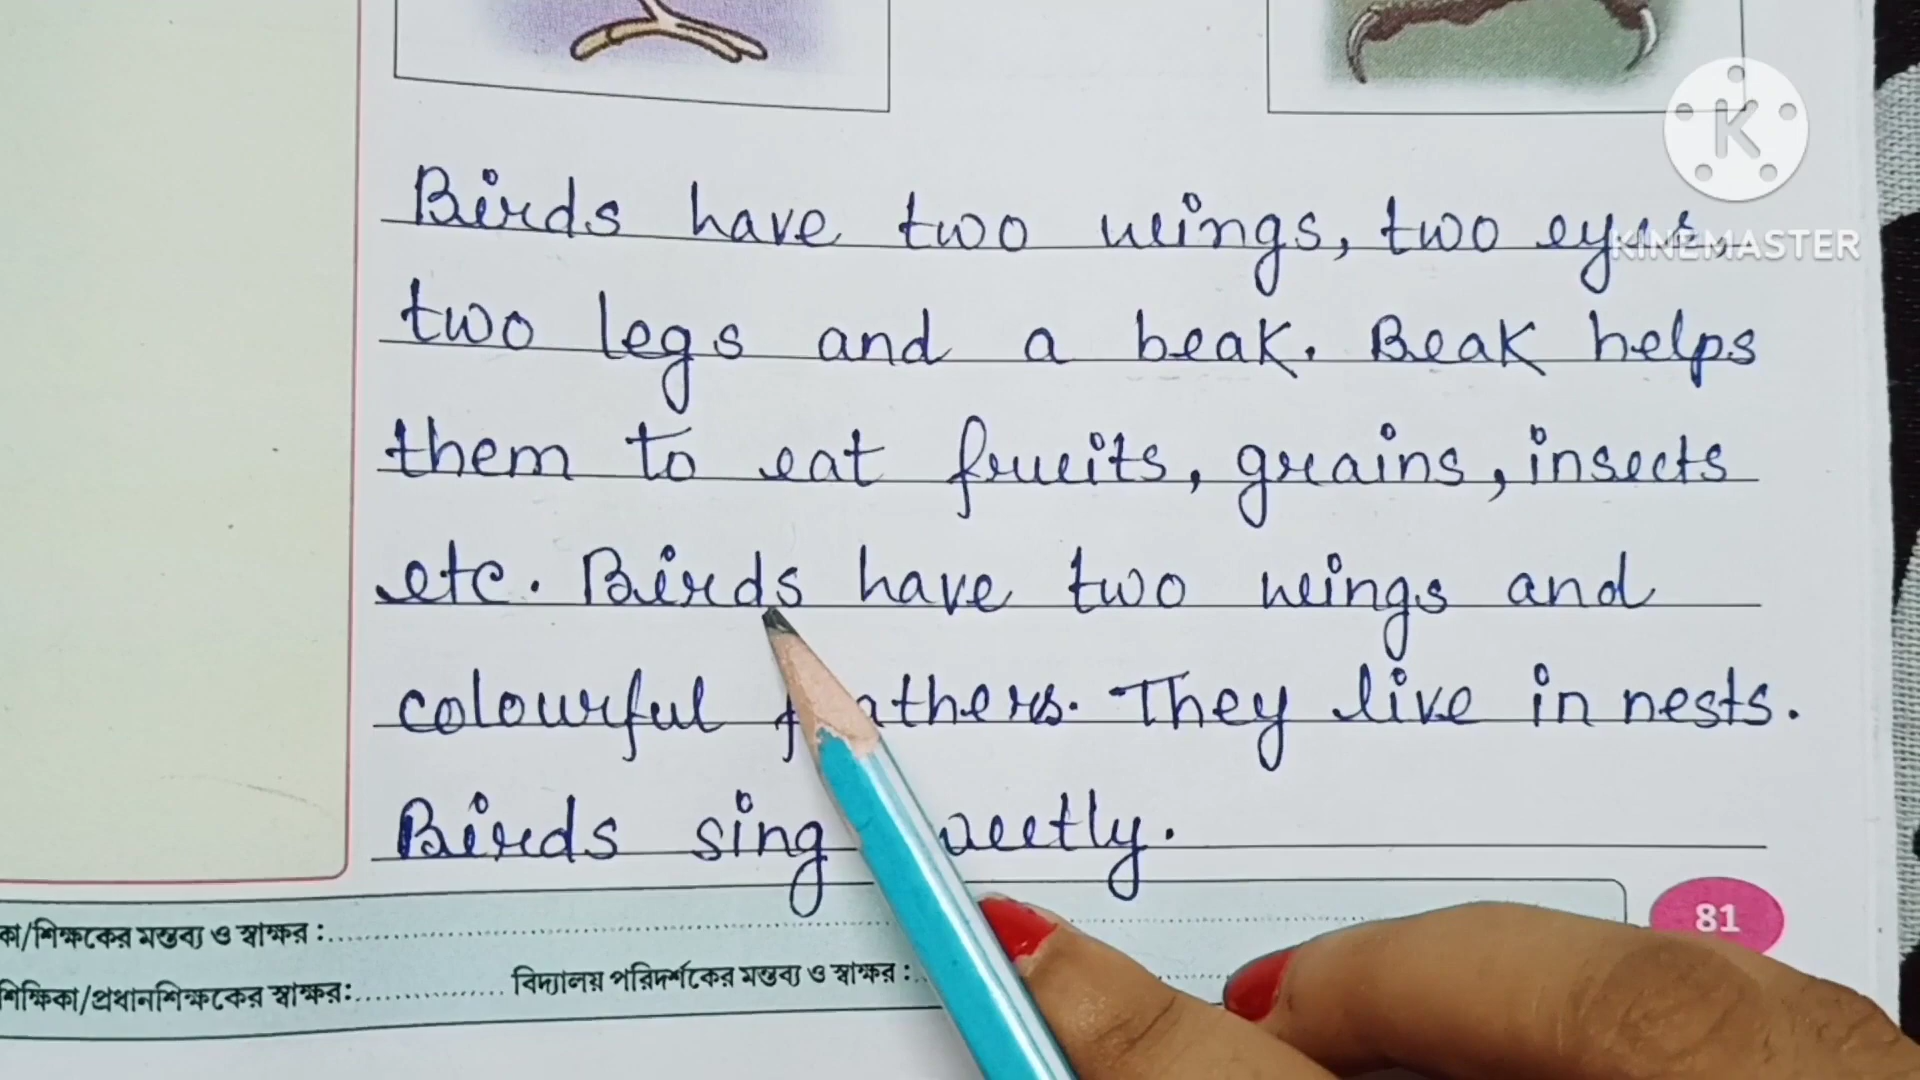 Birds have two wings, two eyes,
two legs and a beak. Beak helps
them to eat fruits, grains, insects
etc. Birds have two wings and
colourful athers. They live in nests.
Birds sing weetly.
K
KINEMASTER
/শিক্ষকের মন্তব্য ও স্বাক্ষর :
81
শিক্ষিকা/প্রধানশিক্ষকের স্বাক্ষর: বিদ্যালয় পরিদর্শকের মন্তব্য ও স্বাক্ষর :